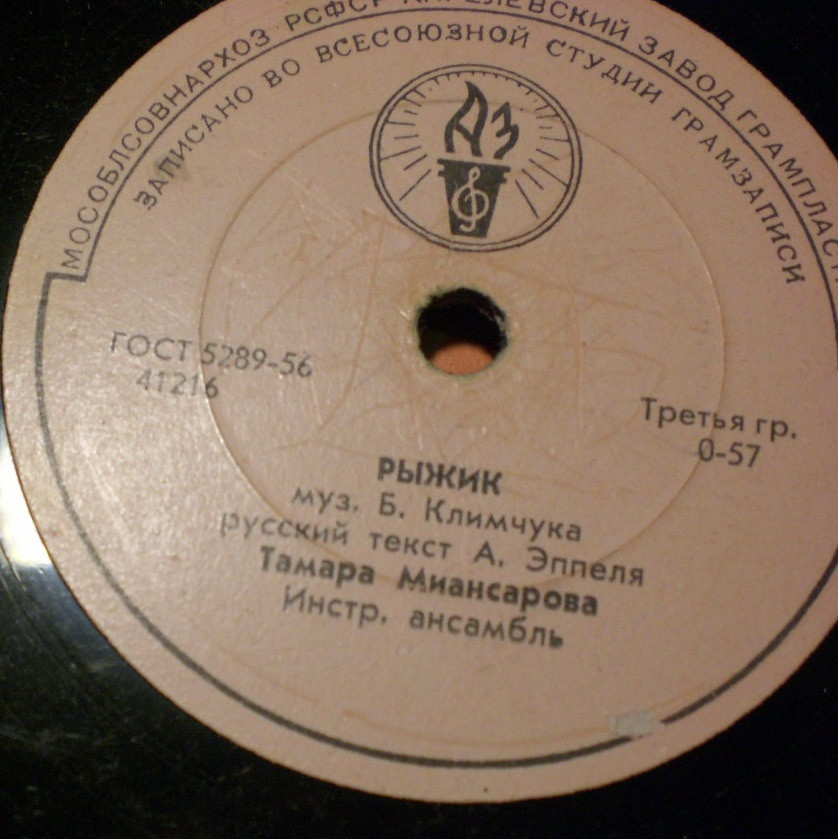 МОСОБЛСОВНАРХОЗ РСФСР АПРЕЛЕВСКИЙ ЗАВОД ГРАМПЛАСТ
ЗАПИСАНО ВО ВСЕСОЮЗНОЙ СТУДИИ ГРАМЗАПИСИ
АЗ
ГОСТ 5289-56
41216
Третья гр.
0-57
РЫЖИК
муз. Б. Климчука
русский текст А. Эппеля
Тамара Миансарова
Инстр. ансамбль